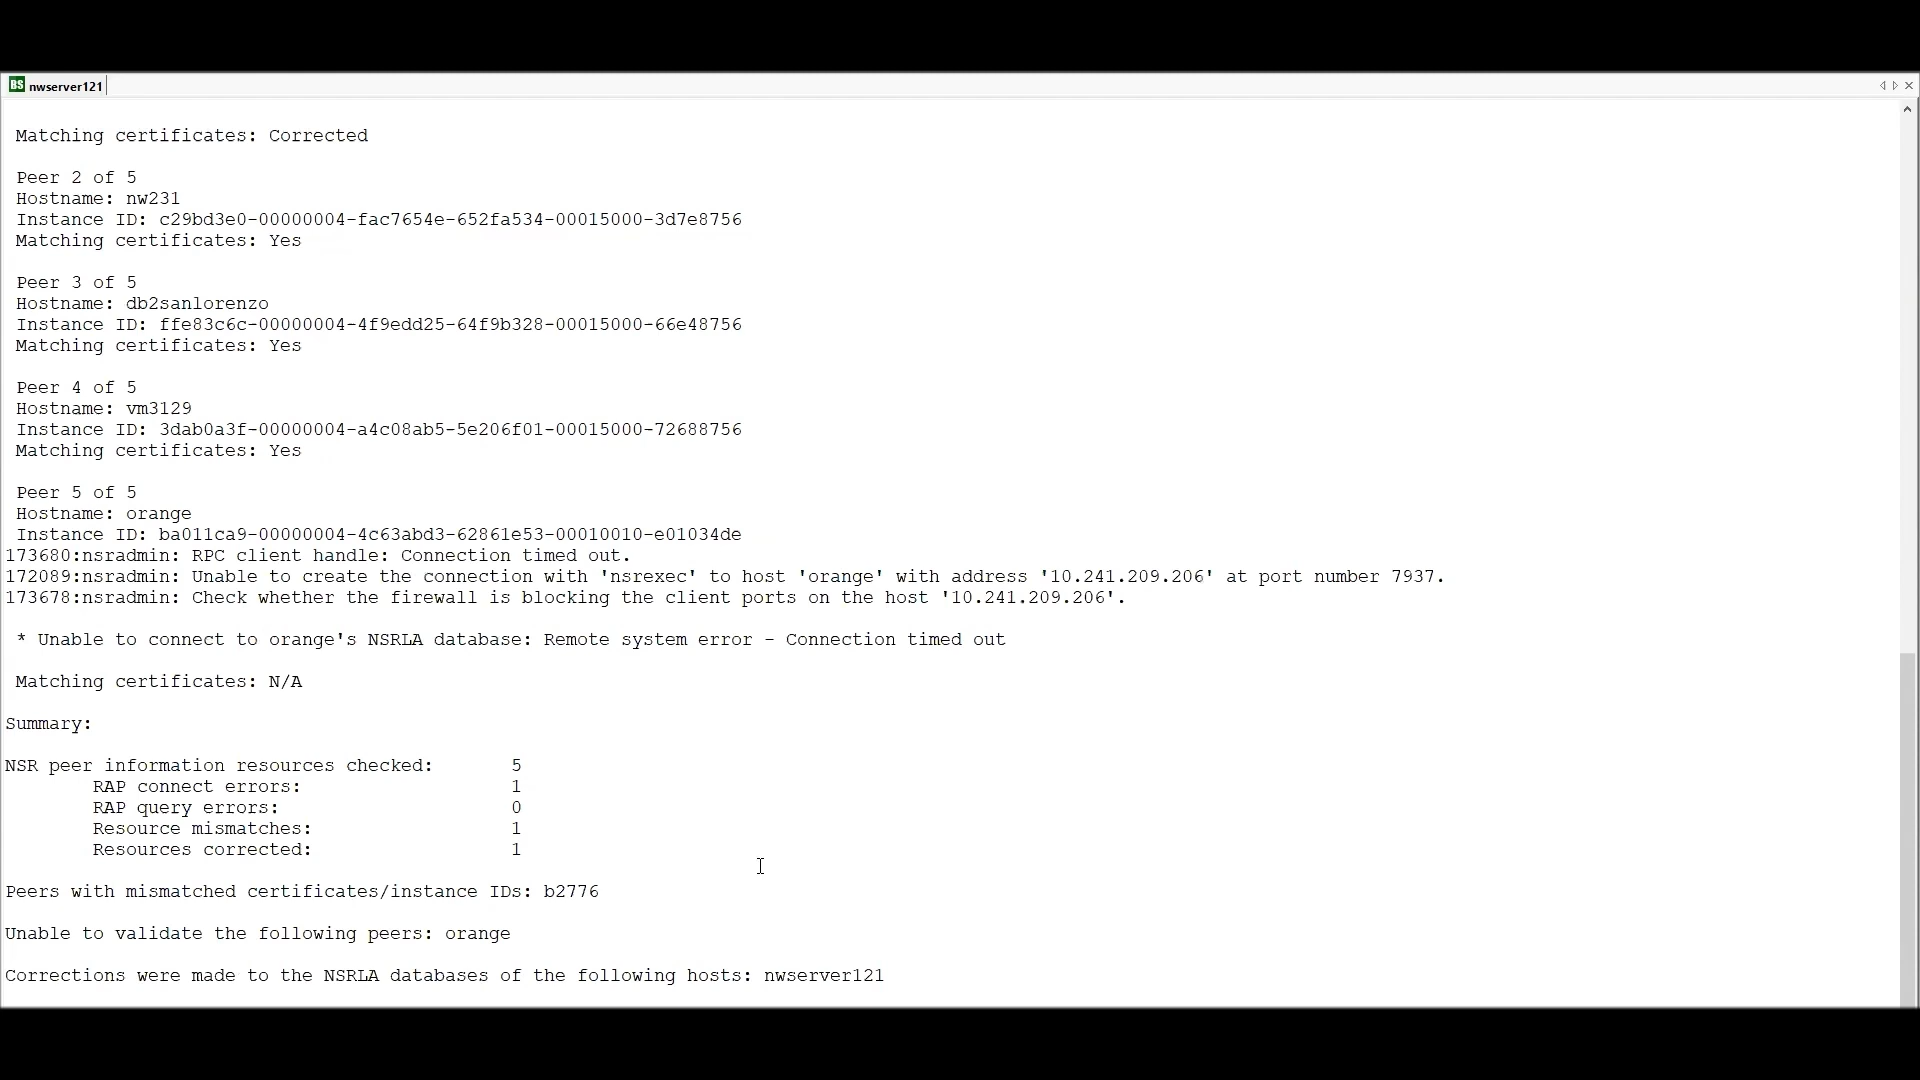 BS nwserver121
Matching certificates: Corrected
Peer 2 of 5
Hostname: nw231
Instance ID: c29bd3e0-00000004-fac7654e-652fa534-00015000-3d7e8756
Matching certificates: Yes
Peer 3 of 5
Hostname: db2sanlorenzo
Instance ID: ffe83c6c-00000004-4f9edd25-64f9b328-00015000-66e48756
Matching certificates: Yes
Peer 4 of 5
Hostname: vm3129
Instance ID: 3dab0a3f-00000004-a4c08ab5-5e206f01-00015000-72688756
Matching certificates: Yes
Peer 5 of 5
Hostname: orange
Instance ID: ba011ca9-00000004-4c63abd3-62861e53-00010010-e01034de
173680:nsradmin: RPC client handle: Connection timed out.
172089:nsradmin: Unable to create the connection with 'nsrexec' to host 'orange' with address '10.241.209.206' at port number 7937.
173678:nsradmin: Check whether the firewall is blocking the client ports on the host '10.241.209.206'.
* Unable to connect to orange's NSRLA database: Remote system error - Connection timed out
Matching certificates: N/A
Summary:
NSR peer information resources checked: 5
RAP connect errors: 1
RAP query errors: 0
Resource mismatches: 1
Resources corrected: 1
Peers with mismatched certificates/instance IDs: b2776
Unable to validate the following peers: orange
Corrections were made to the NSRLA databases of the following hosts: nwserver121